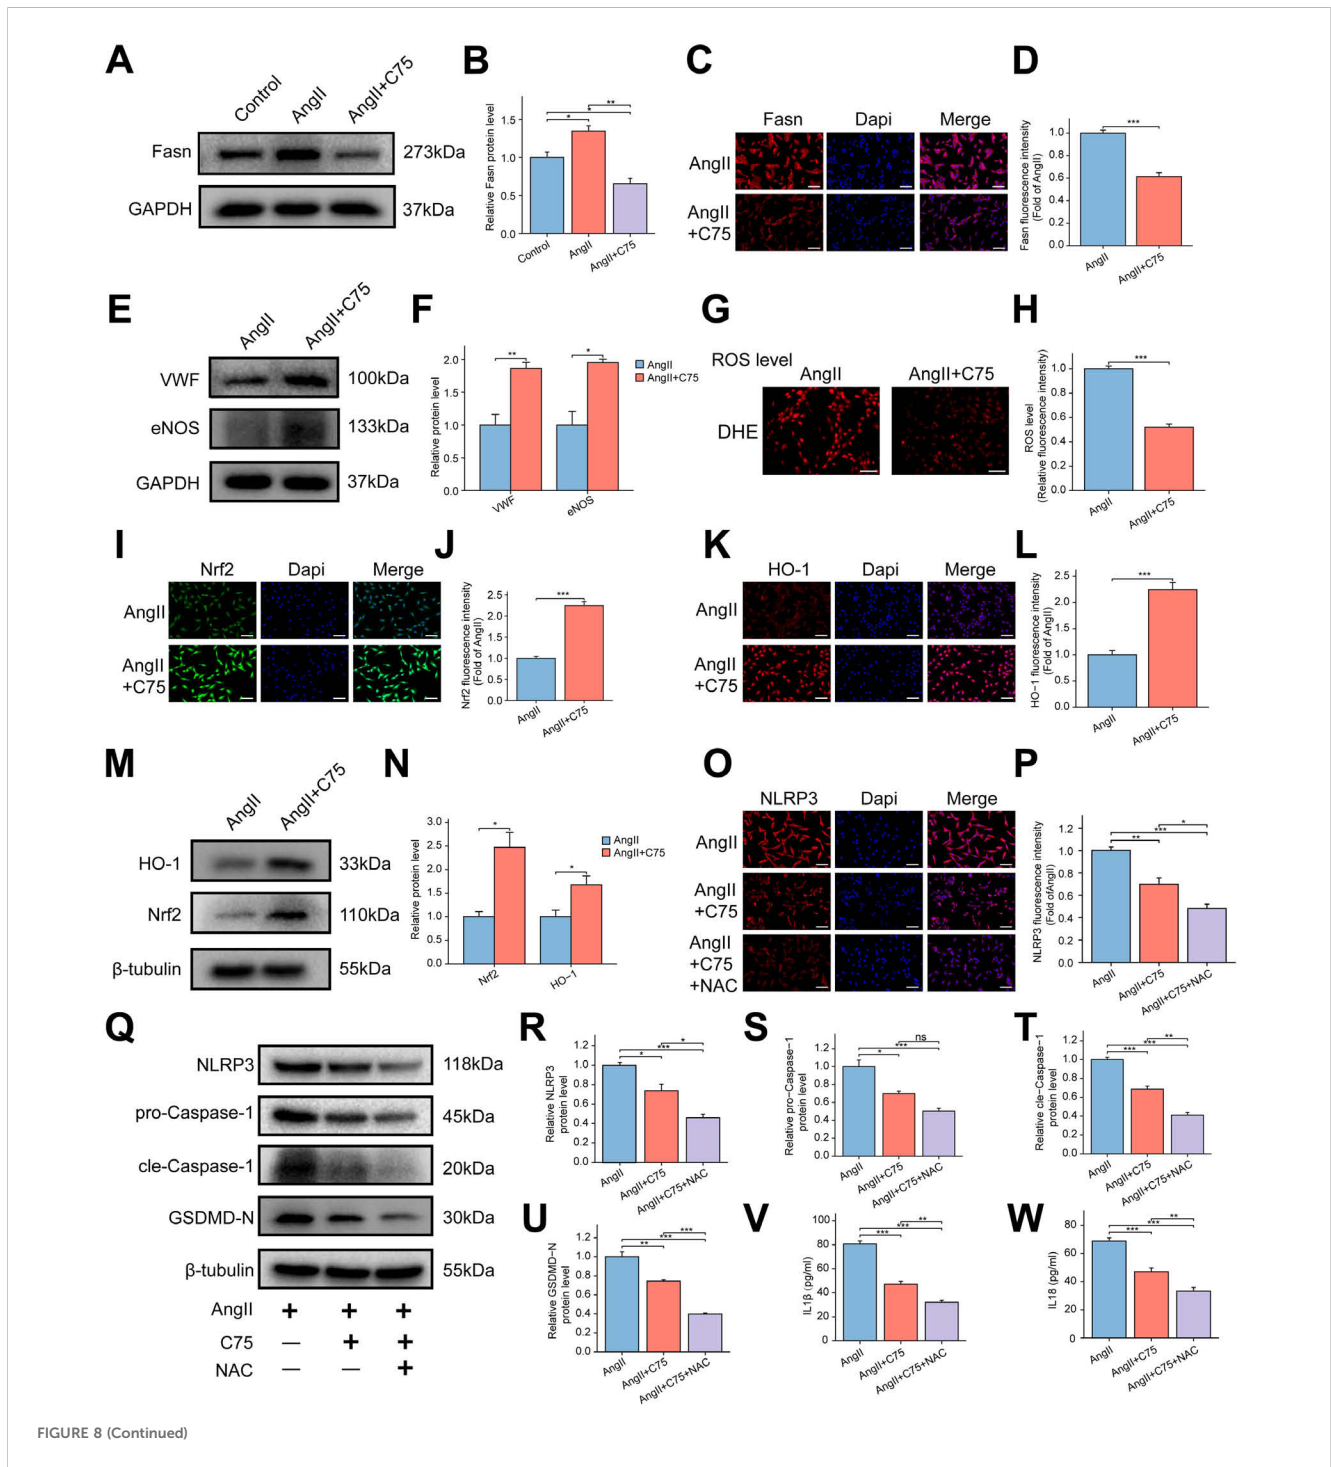 A
Control
AngII
AngII+C75
Fasn
273kDa
GAPDH
37kDa
B
Relative Fasn protein level
1.5
1.0
0.5
0.0
**
*
*
Control
AngII
AngII+C75
C
Fasn Dapi Merge
AngII
AngII
+C75
D
Fasn fluorescence intensity
(Fold of AngII)
1.0
0.8
0.6
0.4
0.2
0.0
***
AngII
AngII+C75
E
AngII
AngII+C75
VWF
100kDa
eNOS
133kDa
GAPDH
37kDa
F
Relative protein level
2.0
1.5
1.0
0.5
0.0
**
*
VWF
eNOS
AngII
AngII+C75
G
ROS level
AngII AngII+C75
DHE
H
ROS level
(Relative fluorescence intensity)
1.0
0.8
0.6
0.4
0.2
0.0
***
AngII
AngII+C75
I
Nrf2 Dapi Merge
AngII
AngII
+C75
J
Nrf2 fluorescence intensity
(Fold of AngII)
2.5
2.0
1.5
1.0
0.5
0.0
***
AngII
AngII+C75
K
HO-1 Dapi Merge
AngII
AngII
+C75
L
HO−1 fluorescence intensity
(Fold of AngII)
2.5
2.0
1.5
1.0
0.5
0.0
***
AngII
AngII+C75
M
AngII
AngII+C75
HO-1
33kDa
Nrf2
110kDa
β-tubulin
55kDa
N
Relative protein level
3.0
2.5
2.0
1.5
1.0
0.5
0.0
*
*
Nrf2
HO−1
AngII
AngII+C75
O
NLRP3 Dapi Merge
AngII
AngII
+C75
AngII
+C75
+NAC
P
NLRP3 fluorescence intensity
(Fold ofAngII)
1.2
1.0
0.8
0.6
0.4
0.2
0.0
*
***
**
AngII
AngII+C75
AngII+C75+NAC
Q
NLRP3
118kDa
pro-Caspase-1
45kDa
cle-Caspase-1
20kDa
GSDMD-N
30kDa
β-tubulin
55kDa
AngII + + +
C75 — + +
NAC — — +
R
Relative NLRP3
protein level
1.2
1.0
0.8
0.6
0.4
0.2
0.0
*
***
*
AngII
AngII+C75
AngII+C75+NAC
S
Relative pro−Caspase−1
protein level
1.2
1.0
0.8
0.6
0.4
0.2
0.0
ns
***
*
AngII
AngII+C75
AngII+C75+NAC
T
Relative cle−Caspase−1
protein level
1.2
1.0
0.8
0.6
0.4
0.2
0.0
**
***
***
AngII
AngII+C75
AngII+C75+NAC
U
Relative GSDMD−N
protein level
1.2
1.0
0.8
0.6
0.4
0.2
0.0
***
***
**
AngII
AngII+C75
AngII+C75+NAC
V
IL1β (pg/ml)
100
80
60
40
20
0
**
***
***
AngII
AngII+C75
AngII+C75+NAC
W
IL18 (pg/ml)
80
60
40
20
0
**
***
***
AngII
AngII+C75
AngII+C75+NAC
FIGURE 8 (Continued)